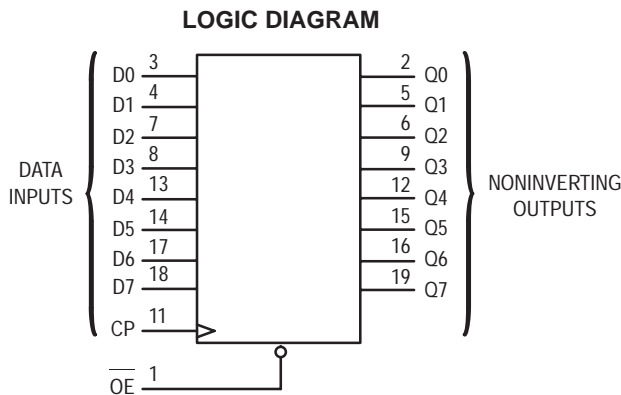 LOGIC DIAGRAM
D0 3 2 Q0
D1 4 5 Q1
D2 7 6 Q2
D3 8 9 Q3
DATA INPUTS
D4 13 12 Q4
NONINVERTING OUTPUTS
D5 14 15 Q5
D6 17 16 Q6
D7 18 19 Q7
CP 11
OE 1